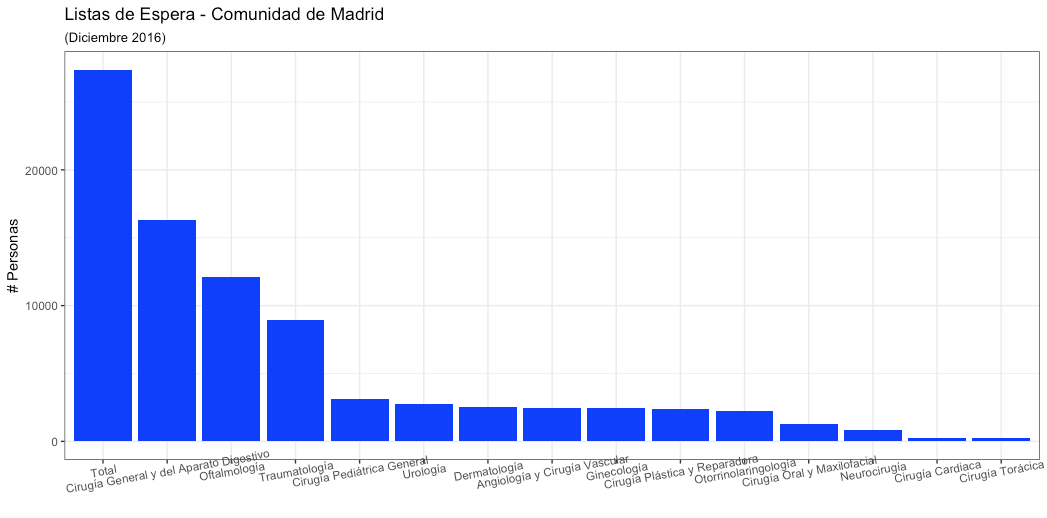 Listas de Espera - Comunidad de Madrid
(Diciembre 2016)
# Personas
20000
10000
0
Total
Cirugía General y del Aparato Digestivo
Oftalmología
Traumatología
Cirugía Pediátrica General
Urología
Dermatología
Angiología y Cirugía Vascular
Ginecología
Cirugía Plástica y Reparadora
Otorrinolaringología
Cirugía Oral y Maxilofacial
Neurocirugía
Cirugía Cardiaca
Cirugía Torácica